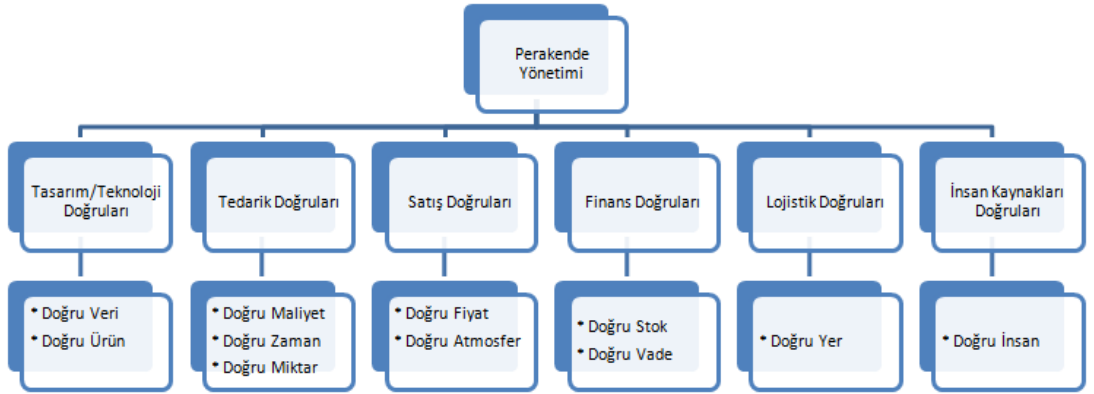 Perakende
Yönetimi
Tasarım/Teknoloji
Doğruları
Tedarik Doğruları
Satış Doğruları
Finans Doğruları
Lojistik Doğruları
İnsan Kaynakları
Doğruları
* Doğru Veri
* Doğru Ürün
* Doğru Maliyet
* Doğru Zaman
* Doğru Miktar
* Doğru Fiyat
* Doğru Atmosfer
* Doğru Stok
* Doğru Vade
* Doğru Yer
* Doğru İnsan